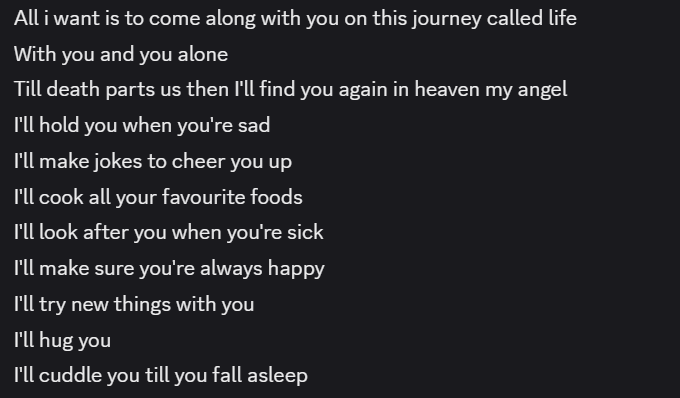 All i want is to come along with you on this journey called life
With you and you alone
Till death parts us then I'll find you again in heaven my angel
I'll hold you when you're sad
I'll make jokes to cheer you up
I'll cook all your favourite foods
I'll look after you when you're sick
I'll make sure you're always happy
I'll try new things with you
I'll hug you
I'll cuddle you till you fall asleep